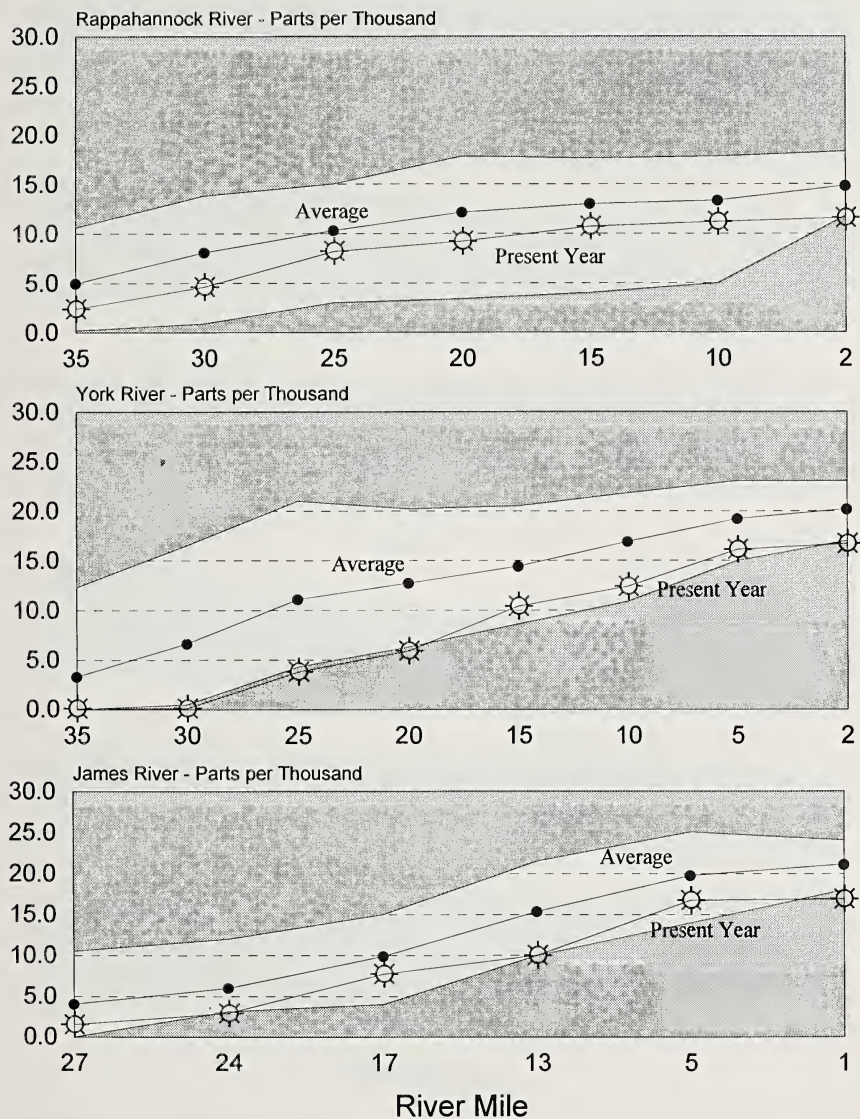 Rappahannock River - Parts per Thousand
30.0
25.0
20.0
15.0
Average
10.0
Present Year
5.0
0.0
35 30 25 20 15 10 2
York River - Parts per Thousand
30.0
25.0
20.0
15.0
Average
10.0
Present Year
5.0
0.0
35 30 25 20 15 10 5 2
James River - Parts per Thousand
30.0
25.0
Average
20.0
15.0
Present Year
10.0
5.0
0.0
27 24 17 13 5 1
River Mile